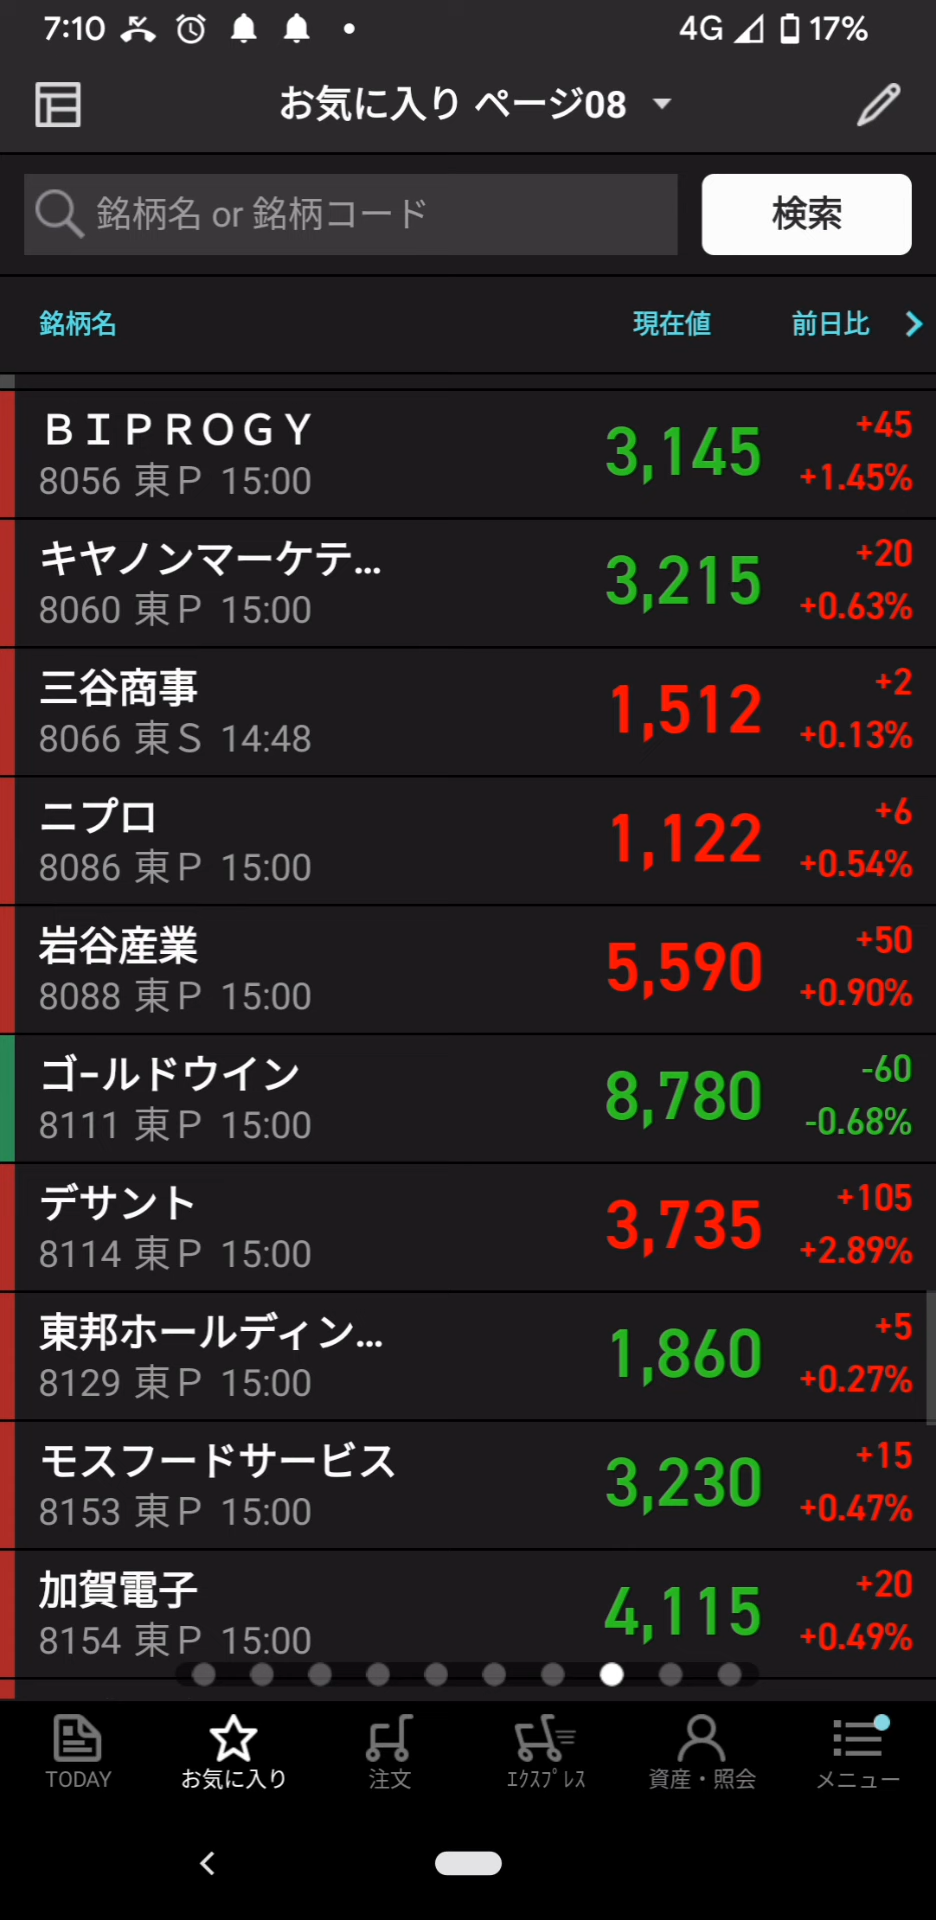 7:10 4G 17%
お気に入り ページ08
銘柄名 or 銘柄コード 検索
銘柄名 現在値 前日比
ＢＩＰＲＯＧＹ 3,145 +45
8056 東Ｐ 15:00 +1.45%
キヤノンマーケテ... 3,215 +20
8060 東Ｐ 15:00 +0.63%
三谷商事 1,512 +2
8066 東Ｓ 14:48 +0.13%
ニプロ 1,122 +6
8086 東Ｐ 15:00 +0.54%
岩谷産業 5,590 +50
8088 東Ｐ 15:00 +0.90%
ゴールドウイン 8,780 -60
8111 東Ｐ 15:00 -0.68%
デサント 3,735 +105
8114 東Ｐ 15:00 +2.89%
東邦ホールディン... 1,860 +5
8129 東Ｐ 15:00 +0.27%
モスフードサービス 3,230 +15
8153 東Ｐ 15:00 +0.47%
加賀電子 4,115 +20
8154 東Ｐ 15:00 +0.49%
TODAY お気に入り 注文 ｴｸｽﾌﾟﾚｽ 資産・照会 メニュー